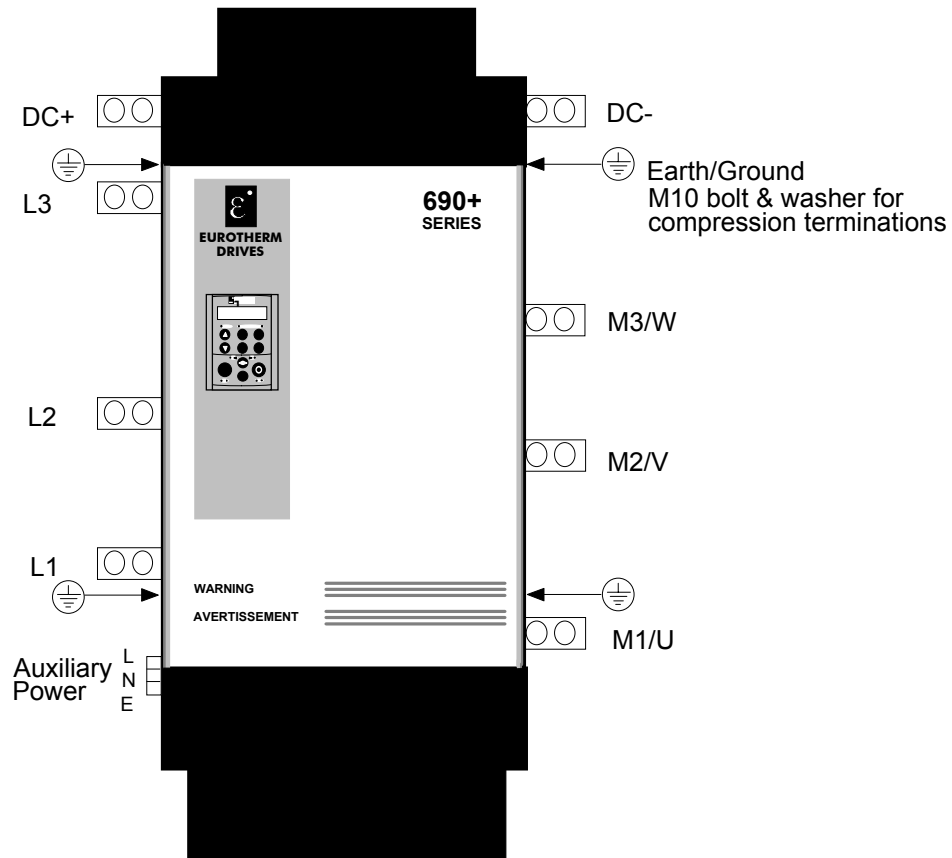 DC+
DC-
Earth/Ground
M10 bolt & washer for
compression terminations
L3
EUROTHERM
DRIVES
690+
SERIES
M3/W
L2
M2/V
L1
WARNING
AVERTISSEMENT
M1/U
Auxiliary
Power
L
N
E